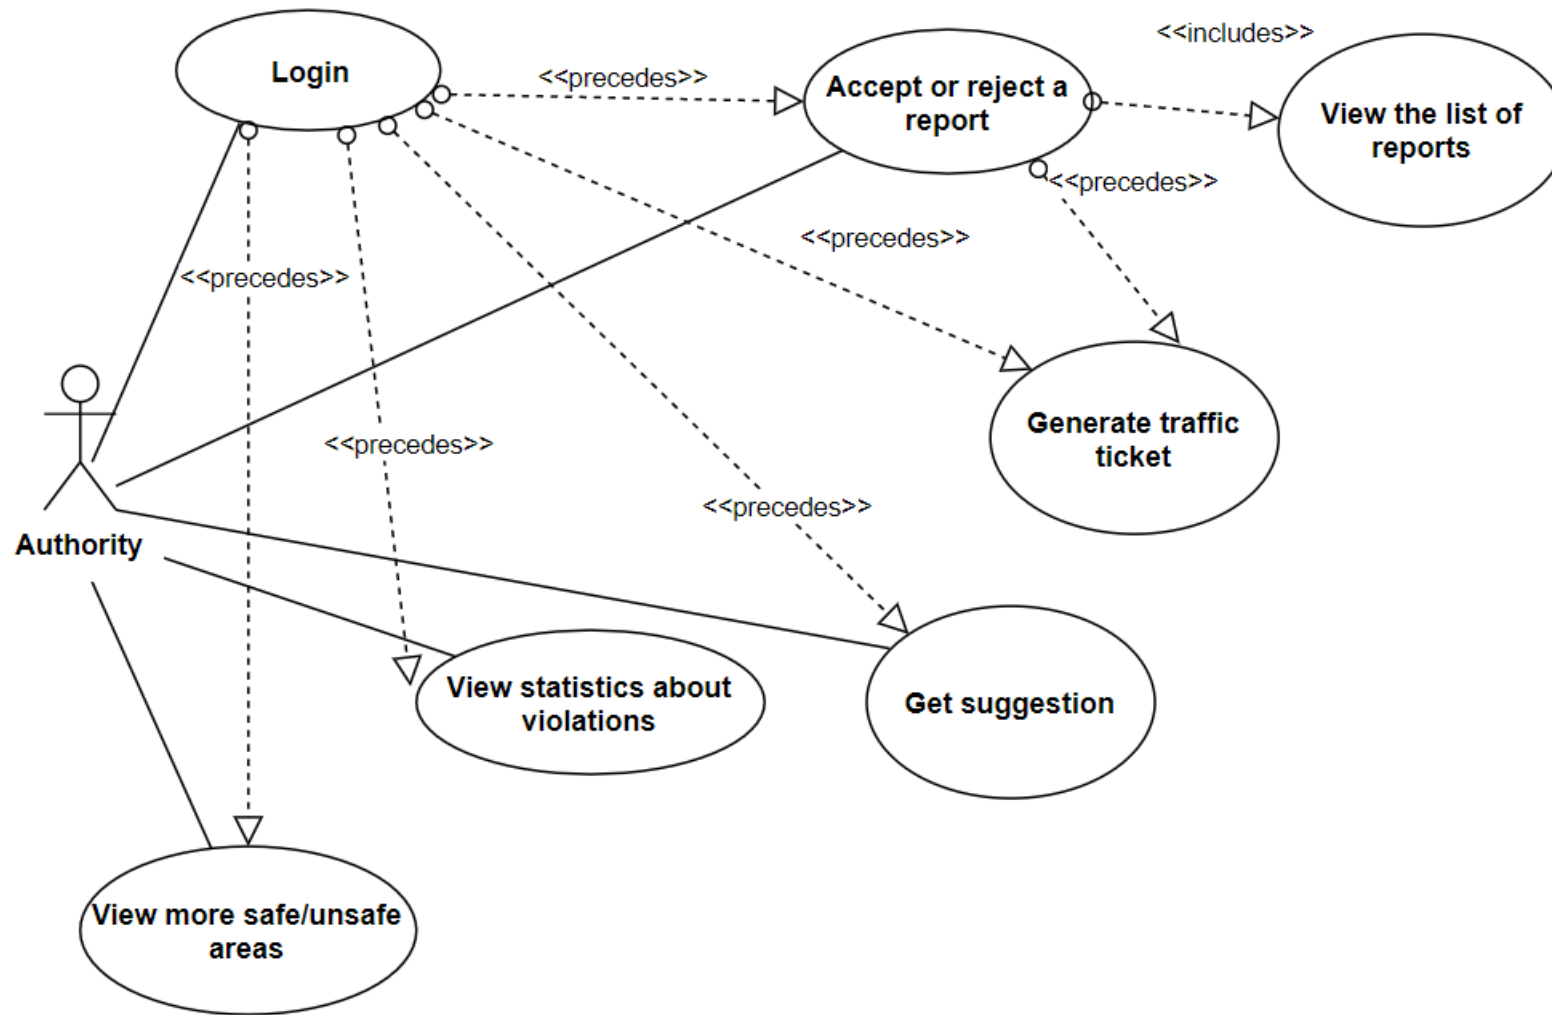 <<includes>>
Login
<<precedes>>
Accept or reject a
report
View the list of
reports
<<precedes>>
<<precedes>>
<<precedes>>
Generate traffic
ticket
<<precedes>>
<<precedes>>
Authority
View statistics about
violations
Get suggestion
View more safe/unsafe
areas